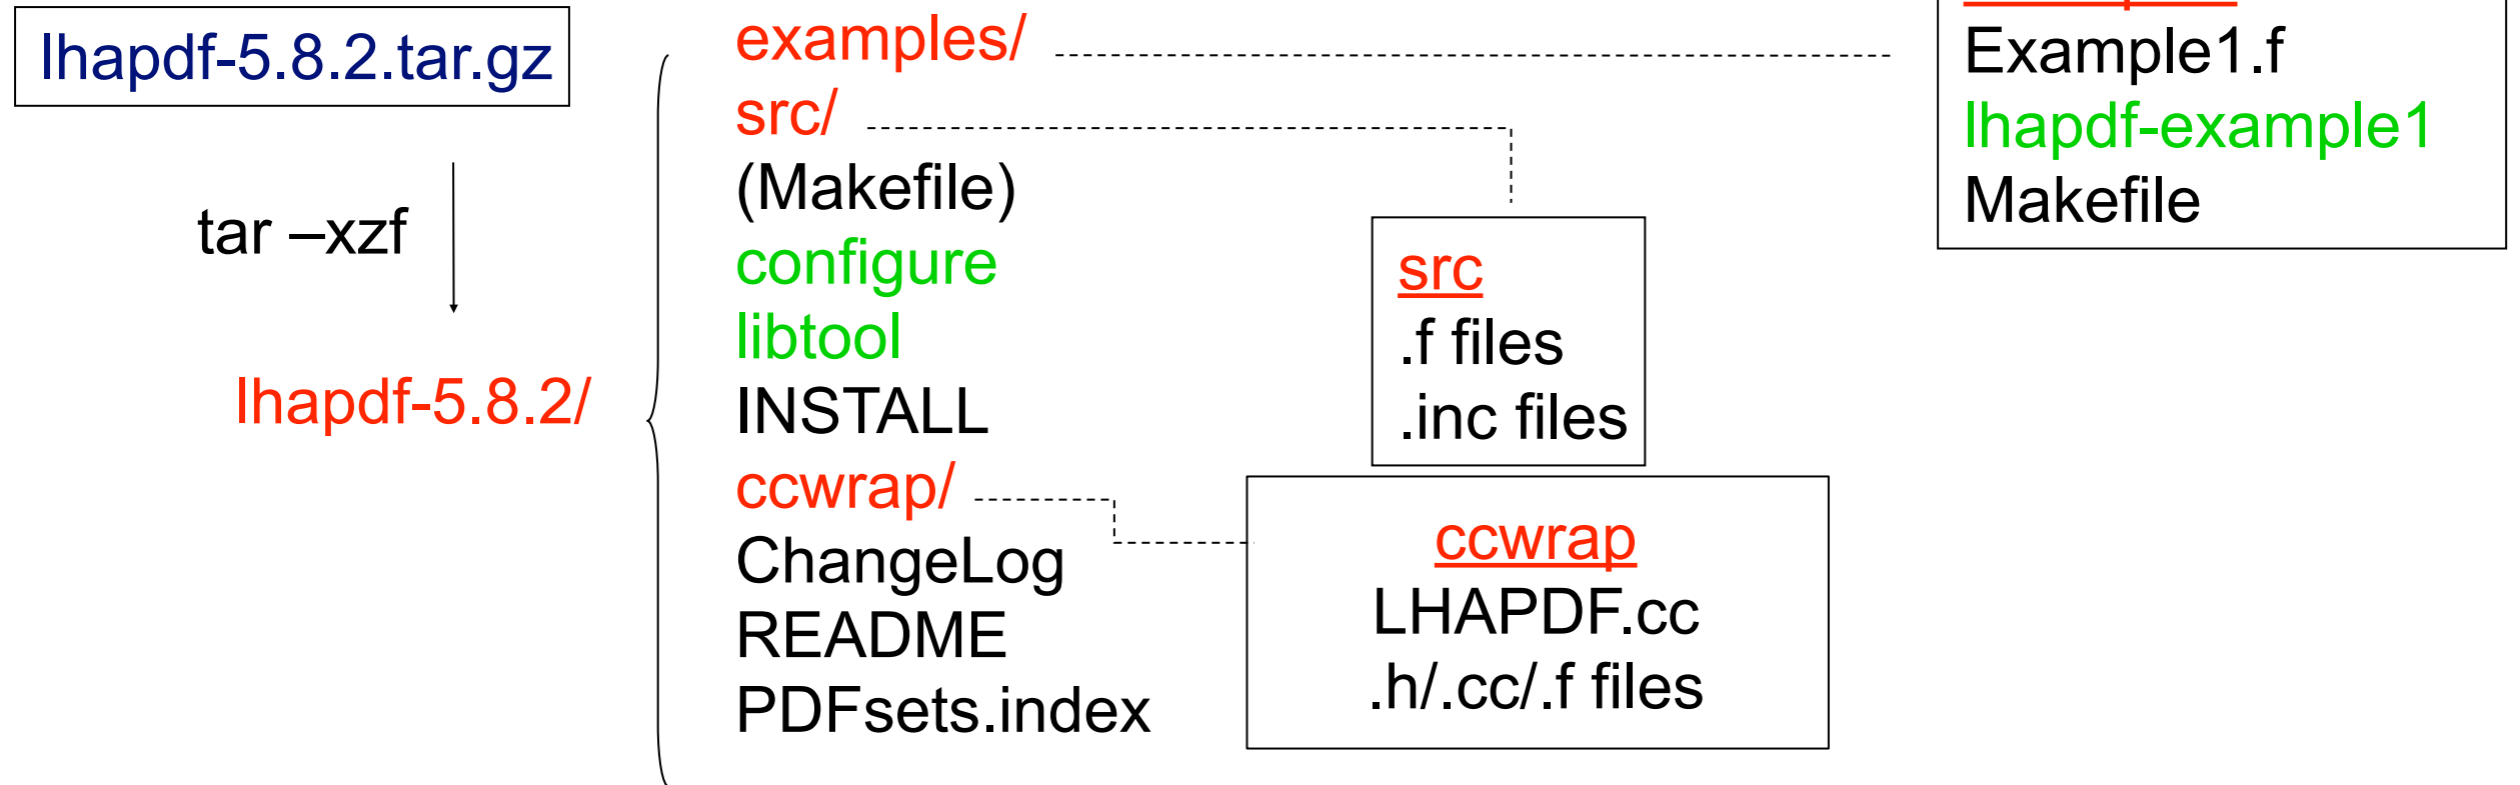 lhapdf-5.8.2.tar.gz
tar –xzf
lhapdf-5.8.2/
examples/
src/
(Makefile)
configure
libtool
INSTALL
ccwrap/
ChangeLog
README
PDFsets.index
Example1.f
lhapdf-example1
Makefile
src
.f files
.inc files
ccwrap
LHAPDF.cc
.h/.cc/.f files